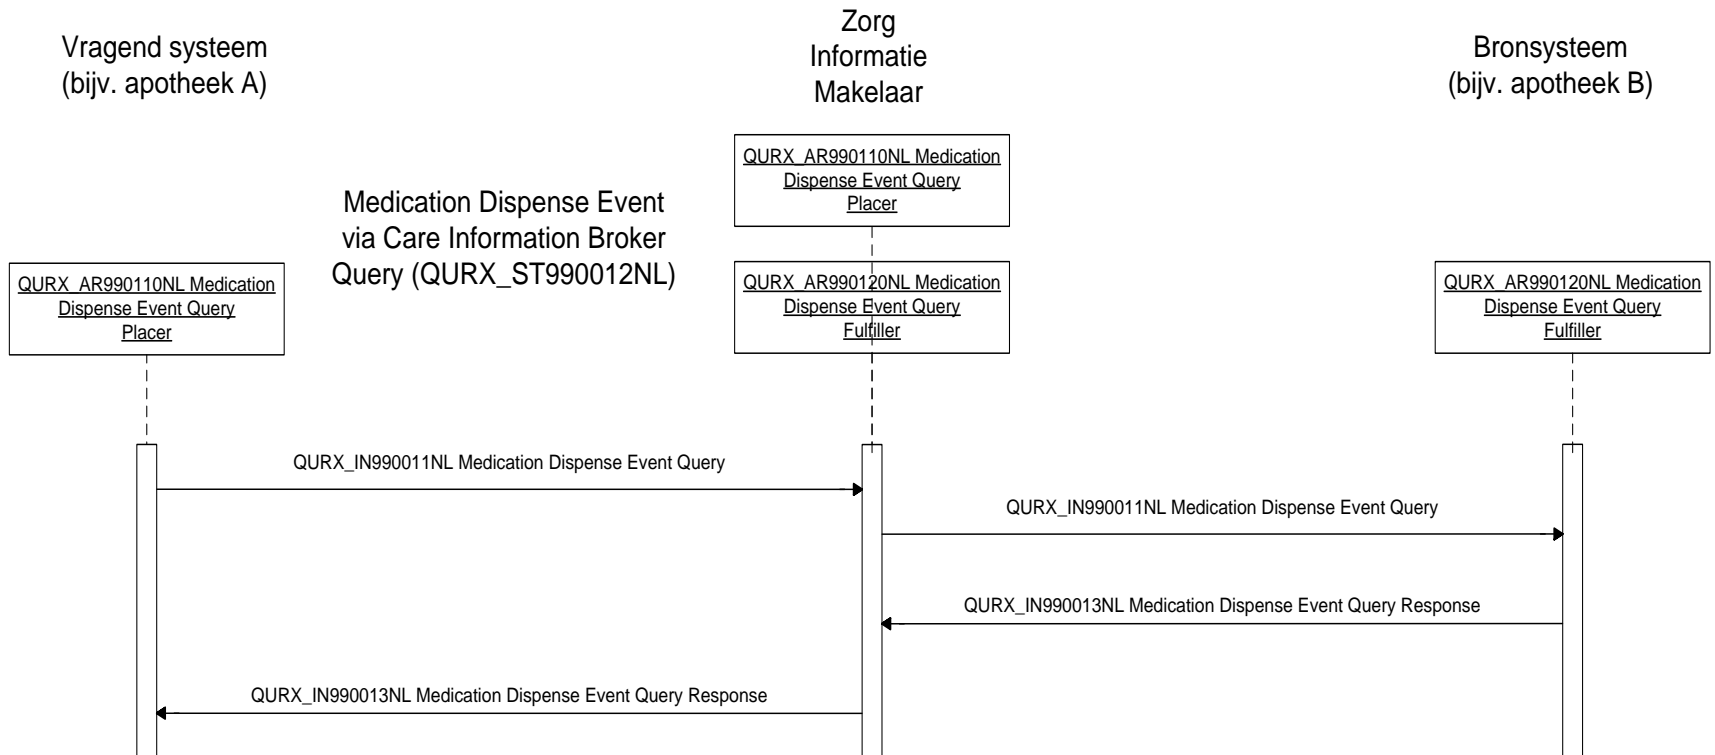 Vragend systeem
(bijv. apotheek A)
Zorg
Informatie
Makelaar
Bronsysteem
(bijv. apotheek B)
Medication Dispense Event
via Care Information Broker
Query (QURX_ST990012NL)
QURX_AR990110NL Medication
Dispense Event Query
Placer
QURX_AR990110NL Medication
Dispense Event Query
Placer
QURX_AR990120NL Medication
Dispense Event Query
Fulfiller
QURX_AR990120NL Medication
Dispense Event Query
Fulfiller
QURX_IN990011NL Medication Dispense Event Query
QURX_IN990011NL Medication Dispense Event Query
QURX_IN990013NL Medication Dispense Event Query Response
QURX_IN990013NL Medication Dispense Event Query Response